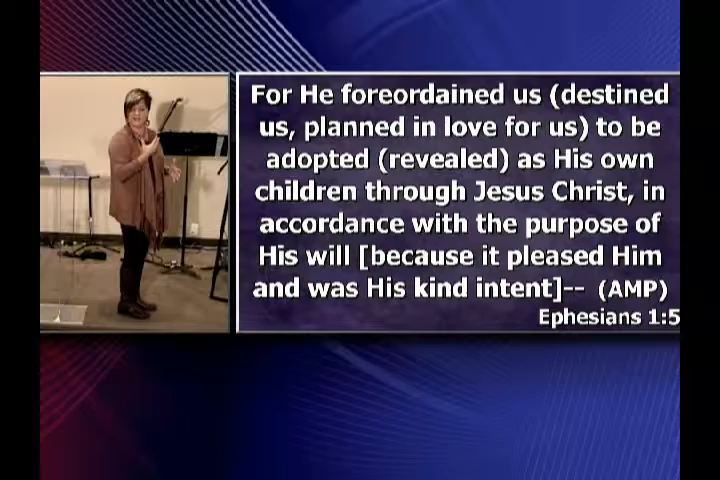 For He foreordained us (destined
us, planned in love for us) to be
adopted (revealed) as His own
children through Jesus Christ, in
accordance with the purpose of
His will [because it pleased Him
and was His kind intent]-- (AMP)
Ephesians 1:5